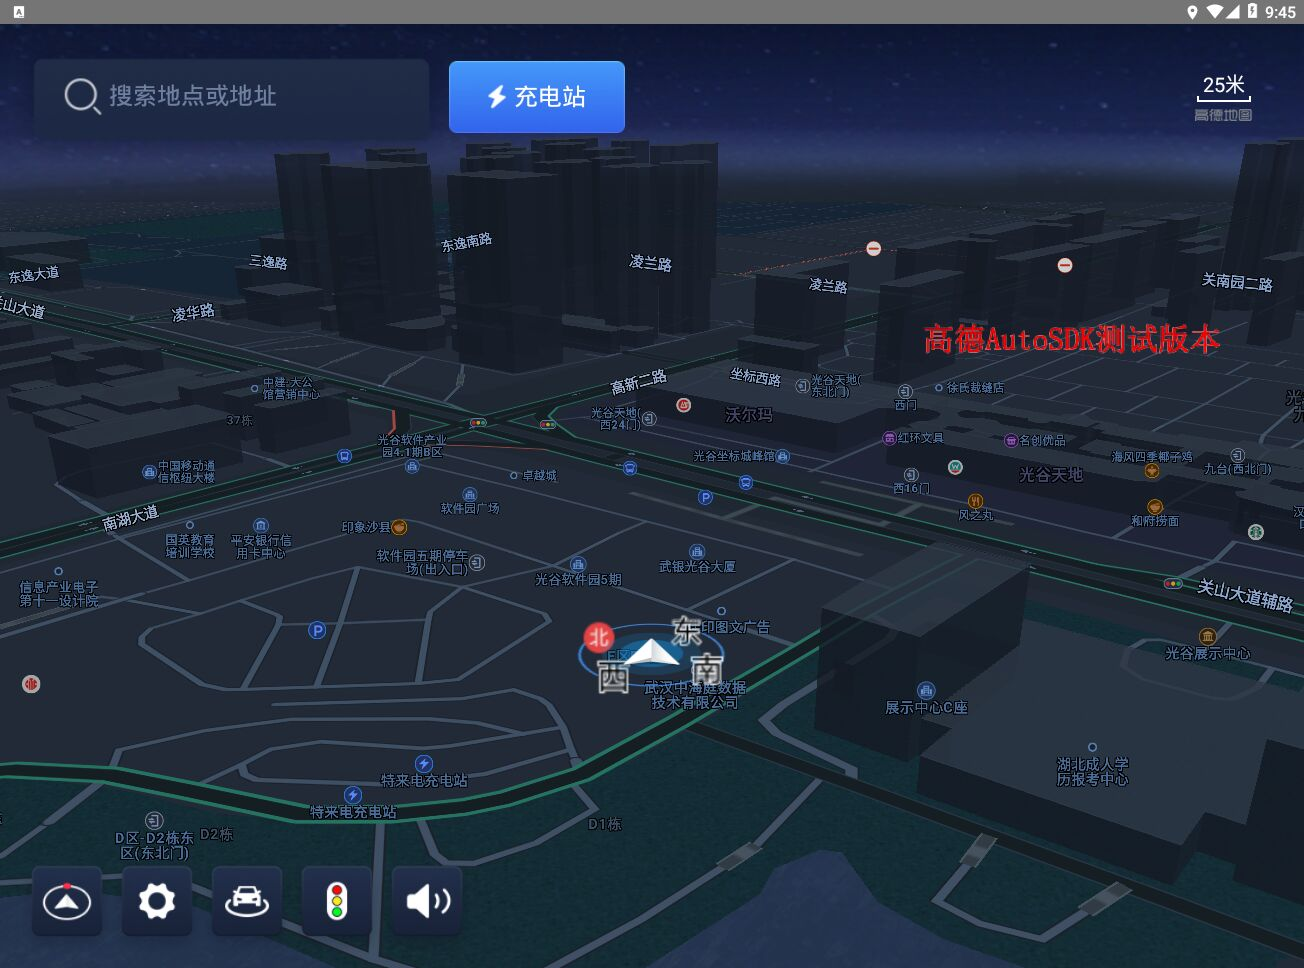 9:45
搜索地点或地址
充电站
25米
高德地图
东逸南路
三逸路
凌兰路
东逸大道
凌兰路
关南园二路
凌华路
高德AutoSDK测试版本
高新二路
坐标西路
中建·大公
馆营销中心
光谷天地(
东北门)
徐氏裁缝店
西门
37栋
光谷天地(
西24门)
沃尔玛
光谷软件产业
园4.1期B区
红环文具
名创优品
光谷坐标城峰馆
海风四季椰子鸡
中国移动通
信枢纽大楼
卓越城
光谷天地
九台(西北门)
西16门
软件园广场
南湖大道
印象沙县
风之丸
和府捞面
国英教育
培训学校
平安银行信
用卡中心
软件园五期停车
场(出入口)
武银光谷大厦
光谷软件园5期
信息产业电子
第十一设计院
关山大道辅路
印图文广告
北
东
西
南
光谷展示中心
武汉中海庭数据
技术有限公司
展示中心C座
湖北成人学
历报考中心
特来电充电站
特来电充电站
D1栋
D2栋
D区-D2栋东
区(东北门)